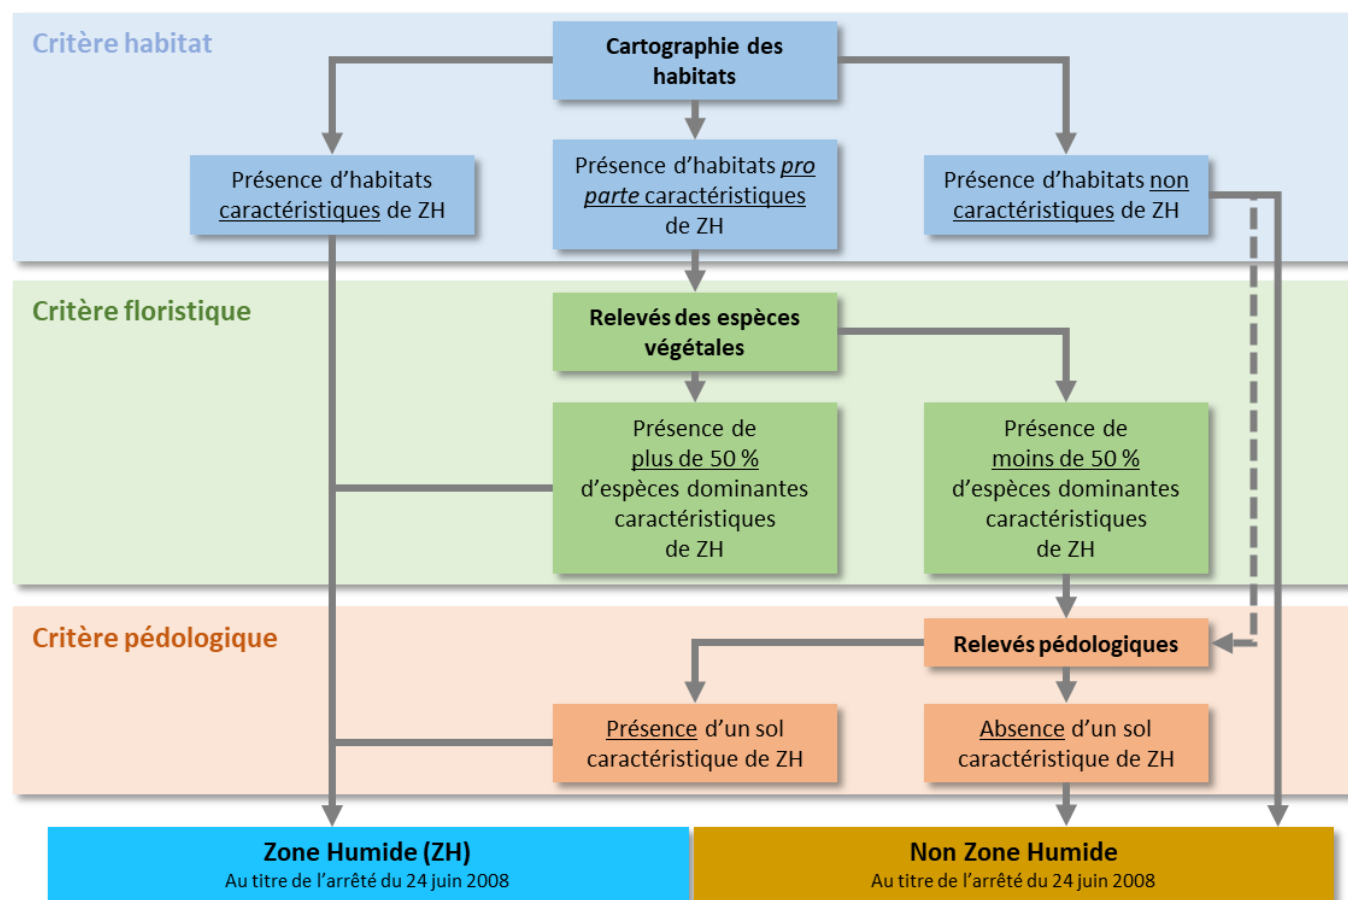 Critère habitat
Cartographie des
habitats
Présence d’habitats
caractéristiques de ZH
Présence d’habitats pro
parte caractéristiques
de ZH
Présence d’habitats non
caractéristiques de ZH
Critère floristique
Relevés des espèces
végétales
Présence de
plus de 50 %
d’espèces dominantes
caractéristiques
de ZH
Présence de
moins de 50 %
d’espèces dominantes
caractéristiques
de ZH
Critère pédologique
Relevés pédologiques
Présence d’un sol
caractéristique de ZH
Absence d’un sol
caractéristique de ZH
Zone Humide (ZH)
Au titre de l’arrêté du 24 juin 2008
Non Zone Humide
Au titre de l’arrêté du 24 juin 2008